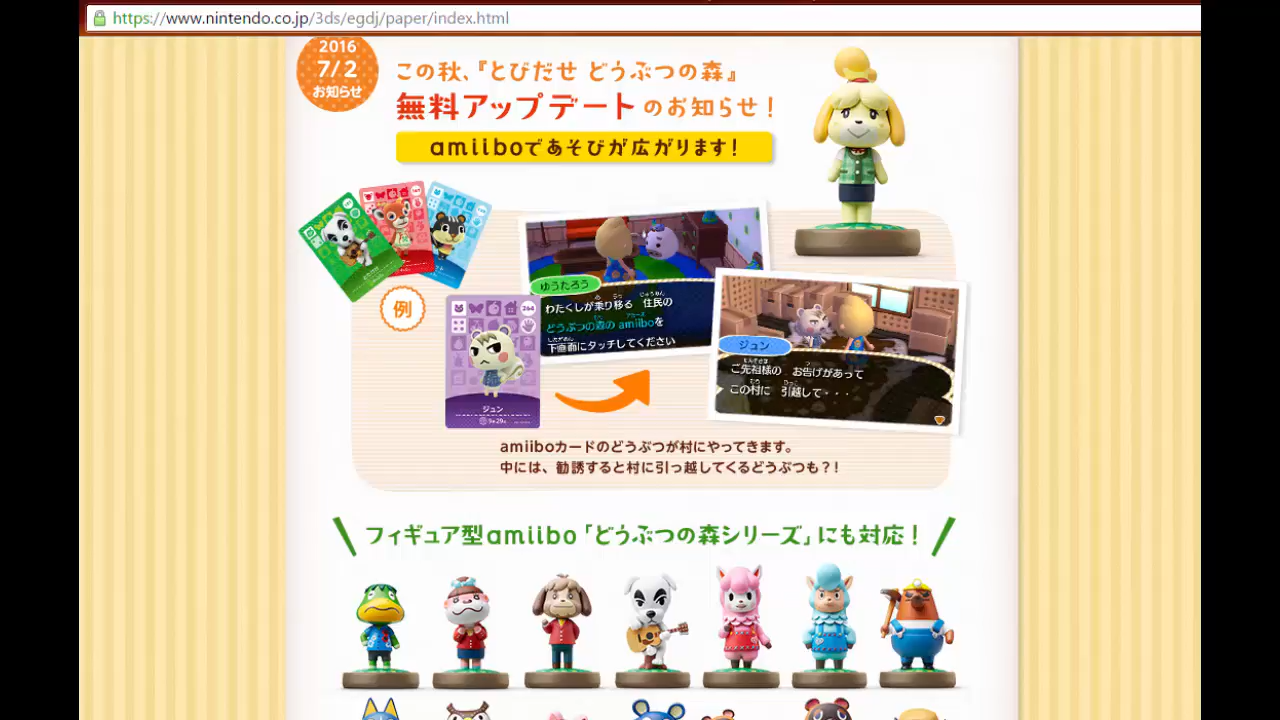 https://www.nintendo.co.jp/3ds/egdj/paper/index.html
2016
7/2
お知らせ
この秋、『とびだせ どうぶつの森』
無料アップデートのお知らせ！
amiiboであそびが広がります！
例
ゆうたろう
わたくしが乗り移る 住民の
どうぶつの森の amiiboを
下画面にタッチしてください
264
ジュン
9月29日
ジュン
ご先祖様の お告げがあって
この村に 引越して・・・
amiiboカードのどうぶつが村にやってきます。
中には、勧誘すると村に引っ越してくるどうぶつも？！
フィギュア型amiibo「どうぶつの森シリーズ」にも対応！